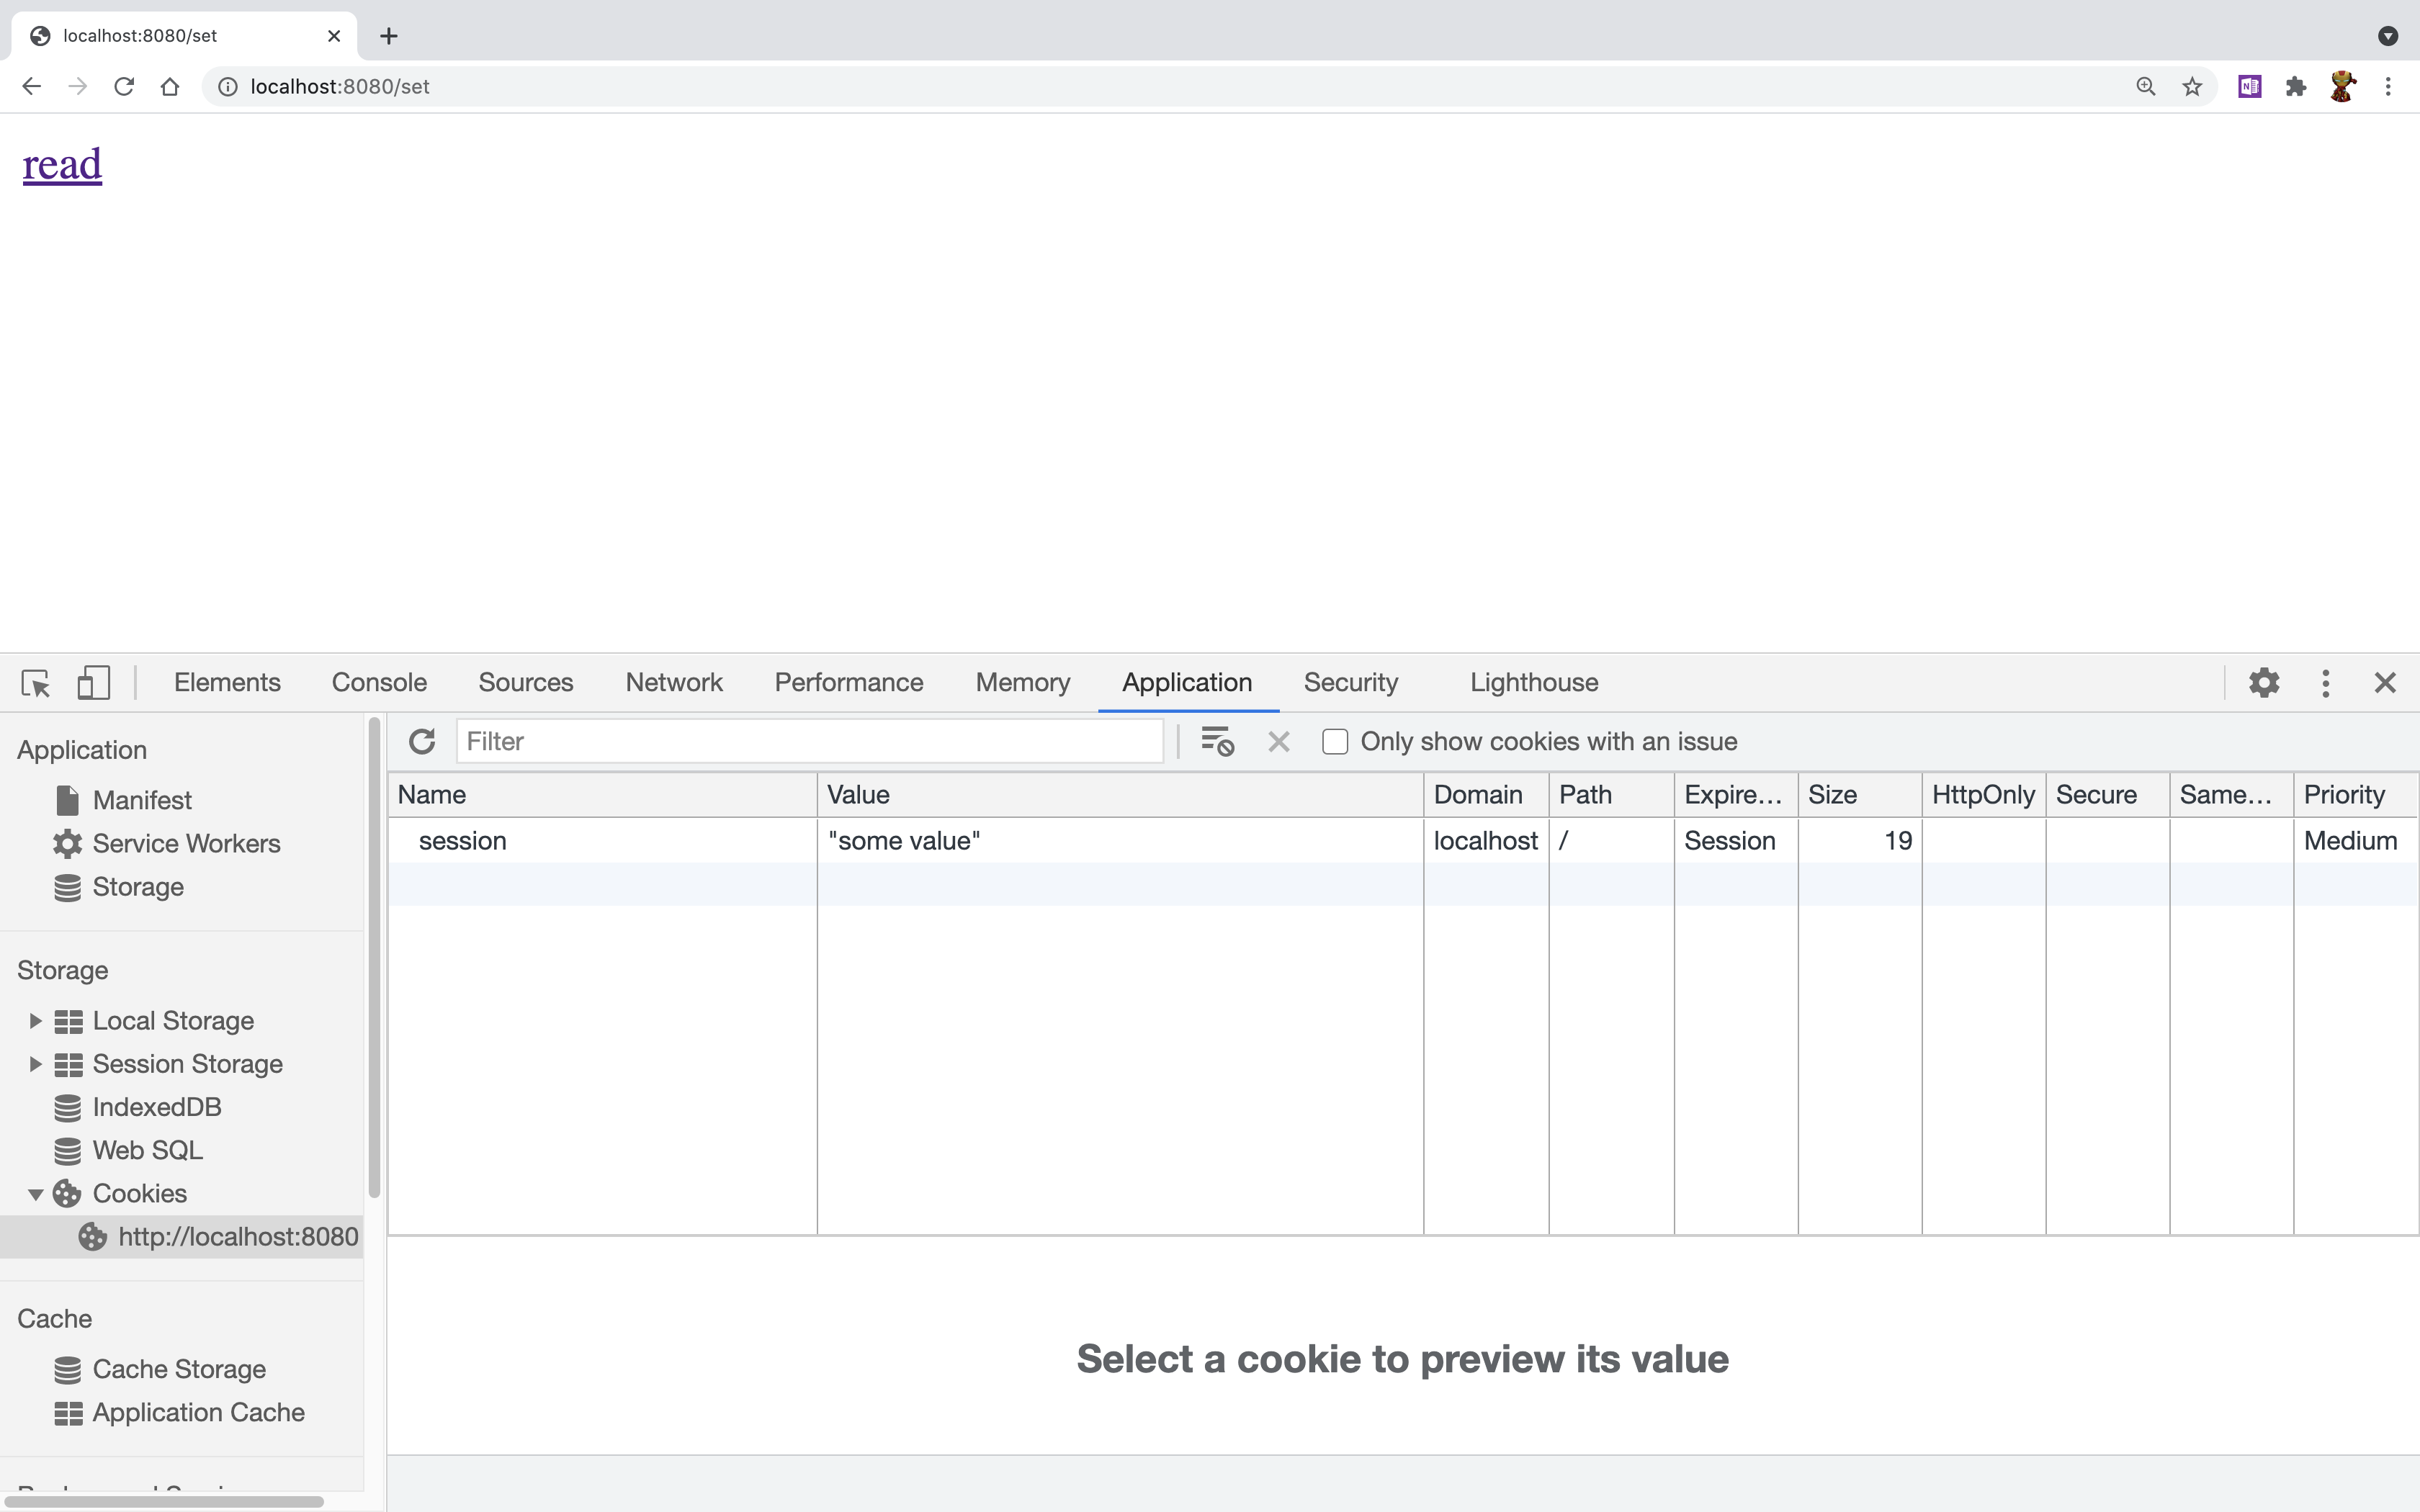 localhost:8080/set
localhost:8080/set
read
Elements Console Sources Network Performance Memory Application Security Lighthouse
Application
Manifest
Service Workers
Storage
Storage
Local Storage
Session Storage
IndexedDB
Web SQL
Cookies
http://localhost:8080
Cache
Cache Storage
Application Cache
Filter Only show cookies with an issue
Name Value Domain Path Expire... Size HttpOnly Secure Same... Priority
session "some value" localhost / Session 19 Medium
Select a cookie to preview its value